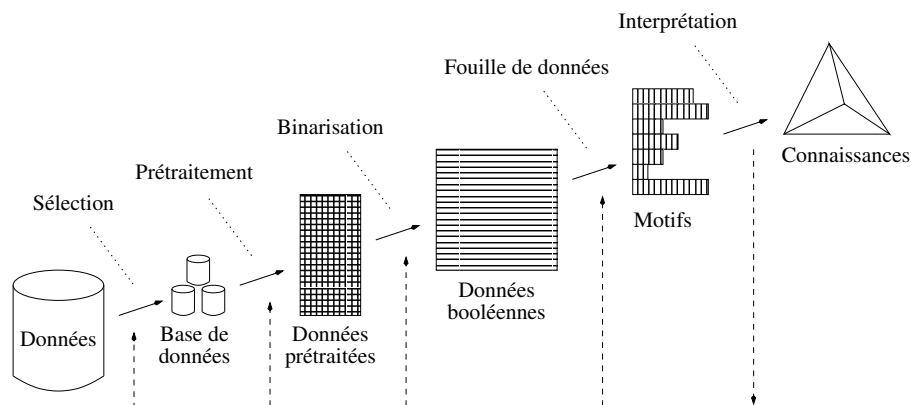 Interprétation
Fouille de données
Binarisation
Connaissances
Prétraitement
Motifs
Sélection
Données
booléennes
Données
Base de
données
Données
prétraitées